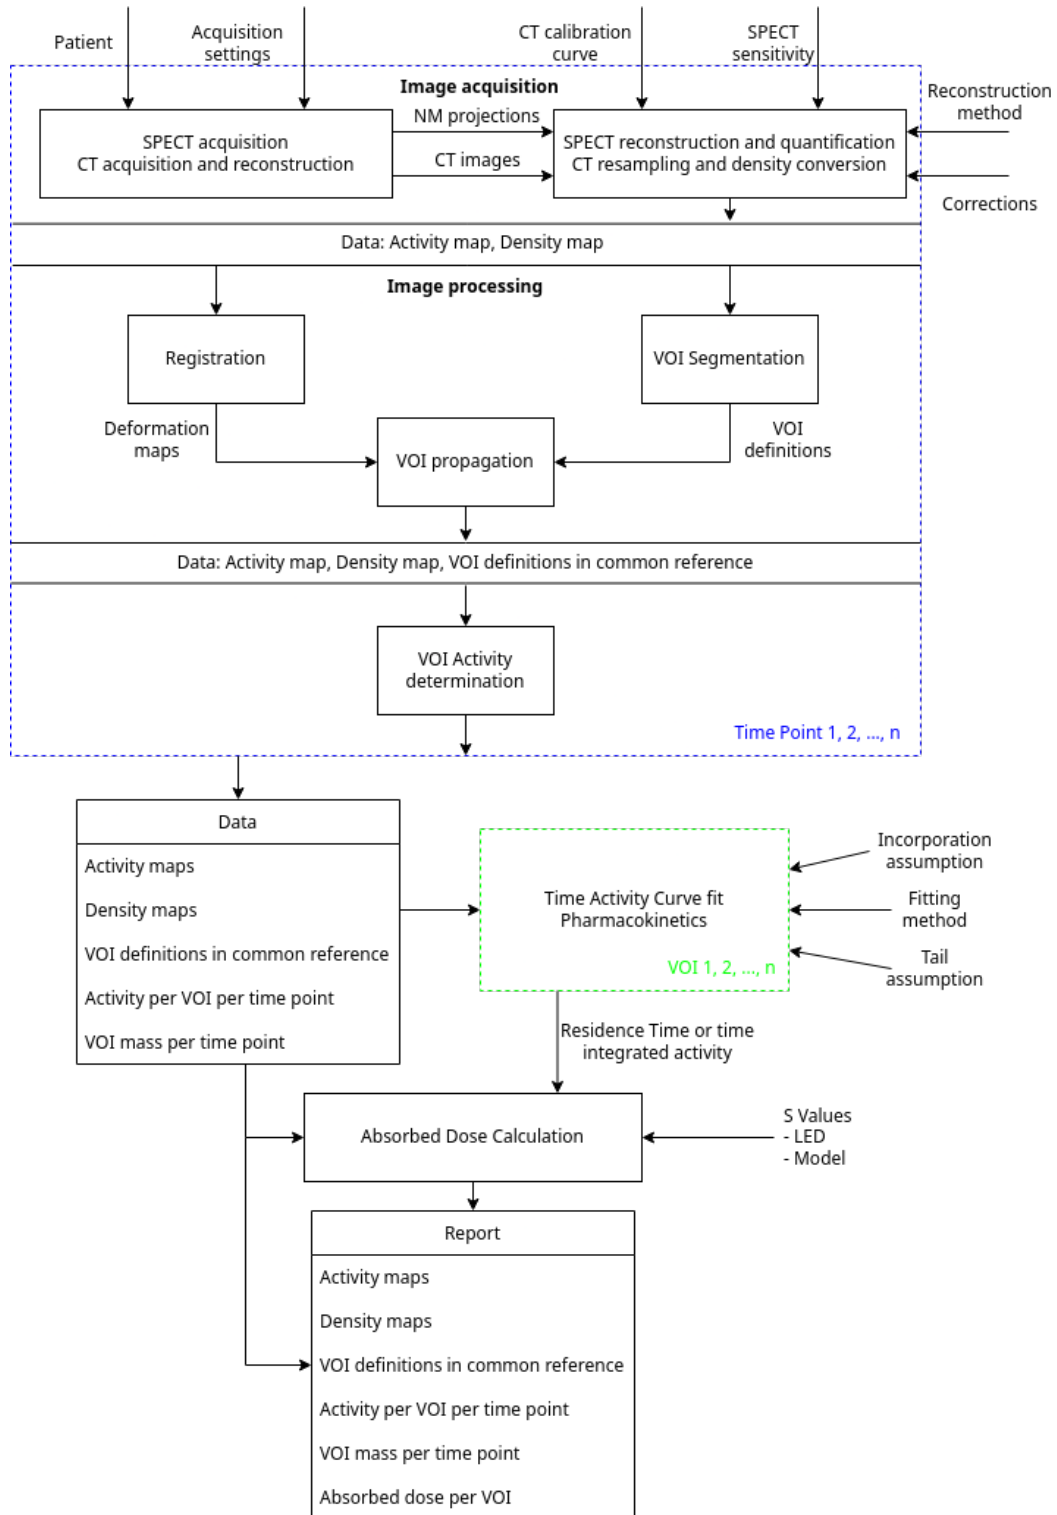 Patient
Acquisition
settings
CT calibration
curve
SPECT
sensitivity
Image acquisition
Reconstruction
method
SPECT acquisition
CT acquisition and reconstruction
NM projections
CT images
SPECT reconstruction and quantification
CT resampling and density conversion
Corrections
Data: Activity map, Density map
Image processing
Registration
VOI Segmentation
Deformation
maps
VOI propagation
VOI
definitions
Data: Activity map, Density map, VOI definitions in common reference
VOI Activity
determination
Time Point 1, 2, ..., n
Data
Activity maps
Density maps
VOI definitions in common reference
Activity per VOI per time point
VOI mass per time point
Time Activity Curve fit
Pharmacokinetics
VOI 1, 2, ..., n
Incorporation
assumption
Fitting
method
Tail
assumption
Residence Time or time
integrated activity
Absorbed Dose Calculation
S Values
- LED
- Model
Report
Activity maps
Density maps
VOI definitions in common reference
Activity per VOI per time point
VOI mass per time point
Absorbed dose per VOI